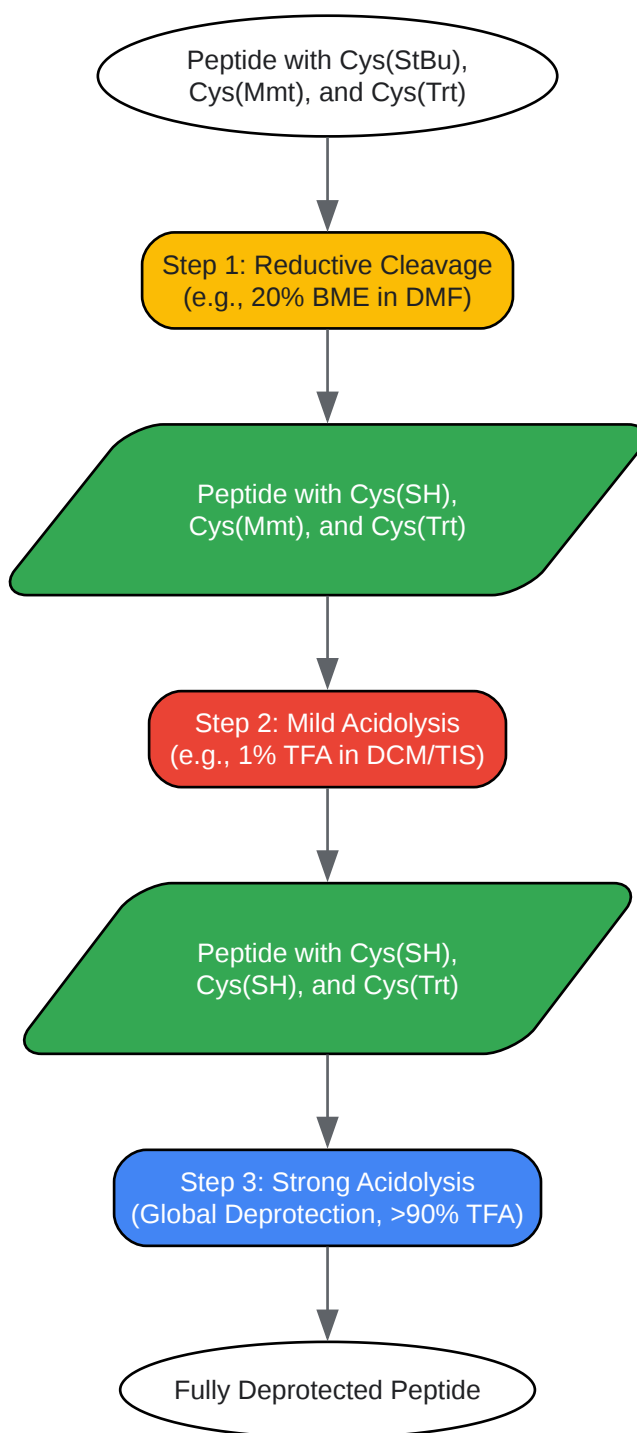 Peptide with Cys(StBu),
Cys(Mmt), and Cys(Trt)
Step 1: Reductive Cleavage
(e.g., 20% BME in DMF)
Peptide with Cys(SH),
Cys(Mmt), and Cys(Trt)
Step 2: Mild Acidolysis
(e.g., 1% TFA in DCM/TIS)
Peptide with Cys(SH),
Cys(SH), and Cys(Trt)
Step 3: Strong Acidolysis
(Global Deprotection, >90% TFA)
Fully Deprotected Peptide